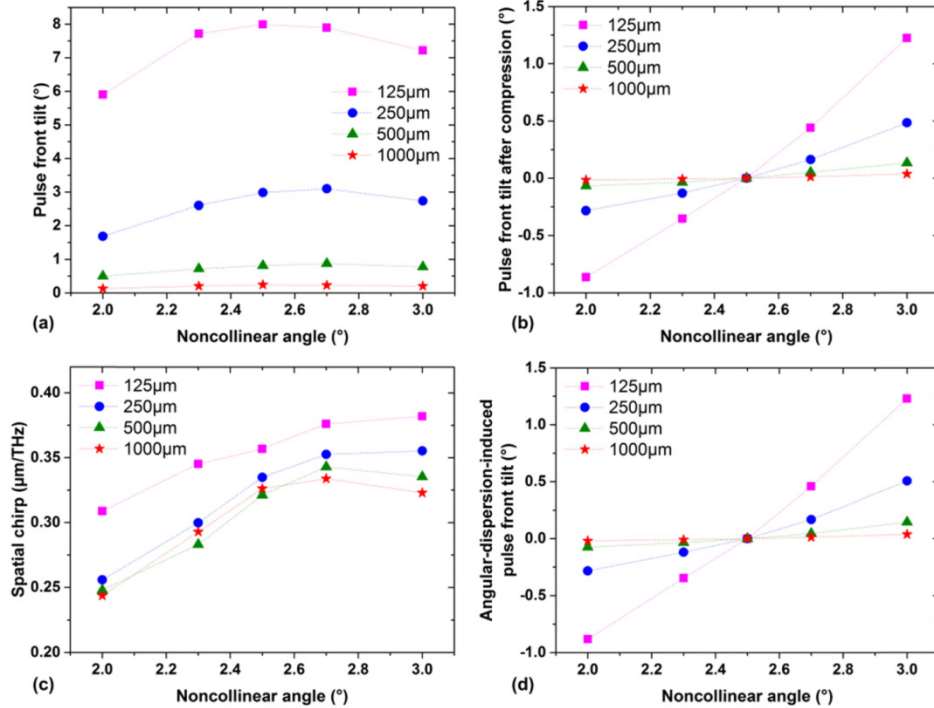 8
7
6
5
4
3
2
1
0
Pulse front tilt (°)
125μm
250μm
500μm
1000μm
2.0 2.2 2.4 2.6 2.8 3.0
(a) Noncollinear angle (°)
1.5
1.0
0.5
0.0
-0.5
-1.0
Pulse front tilt after compression (°)
125μm
250μm
500μm
1000μm
2.0 2.2 2.4 2.6 2.8 3.0
(b) Noncollinear angle (°)
0.40
0.35
0.30
0.25
0.20
Spatial chirp (μm/THz)
125μm
250μm
500μm
1000μm
2.0 2.2 2.4 2.6 2.8 3.0
(c) Noncollinear angle (°)
1.5
1.0
0.5
0.0
-0.5
-1.0
Angular-dispersion-induced
pulse front tilt (°)
125μm
250μm
500μm
1000μm
2.0 2.2 2.4 2.6 2.8 3.0
(d) Noncollinear angle (°)